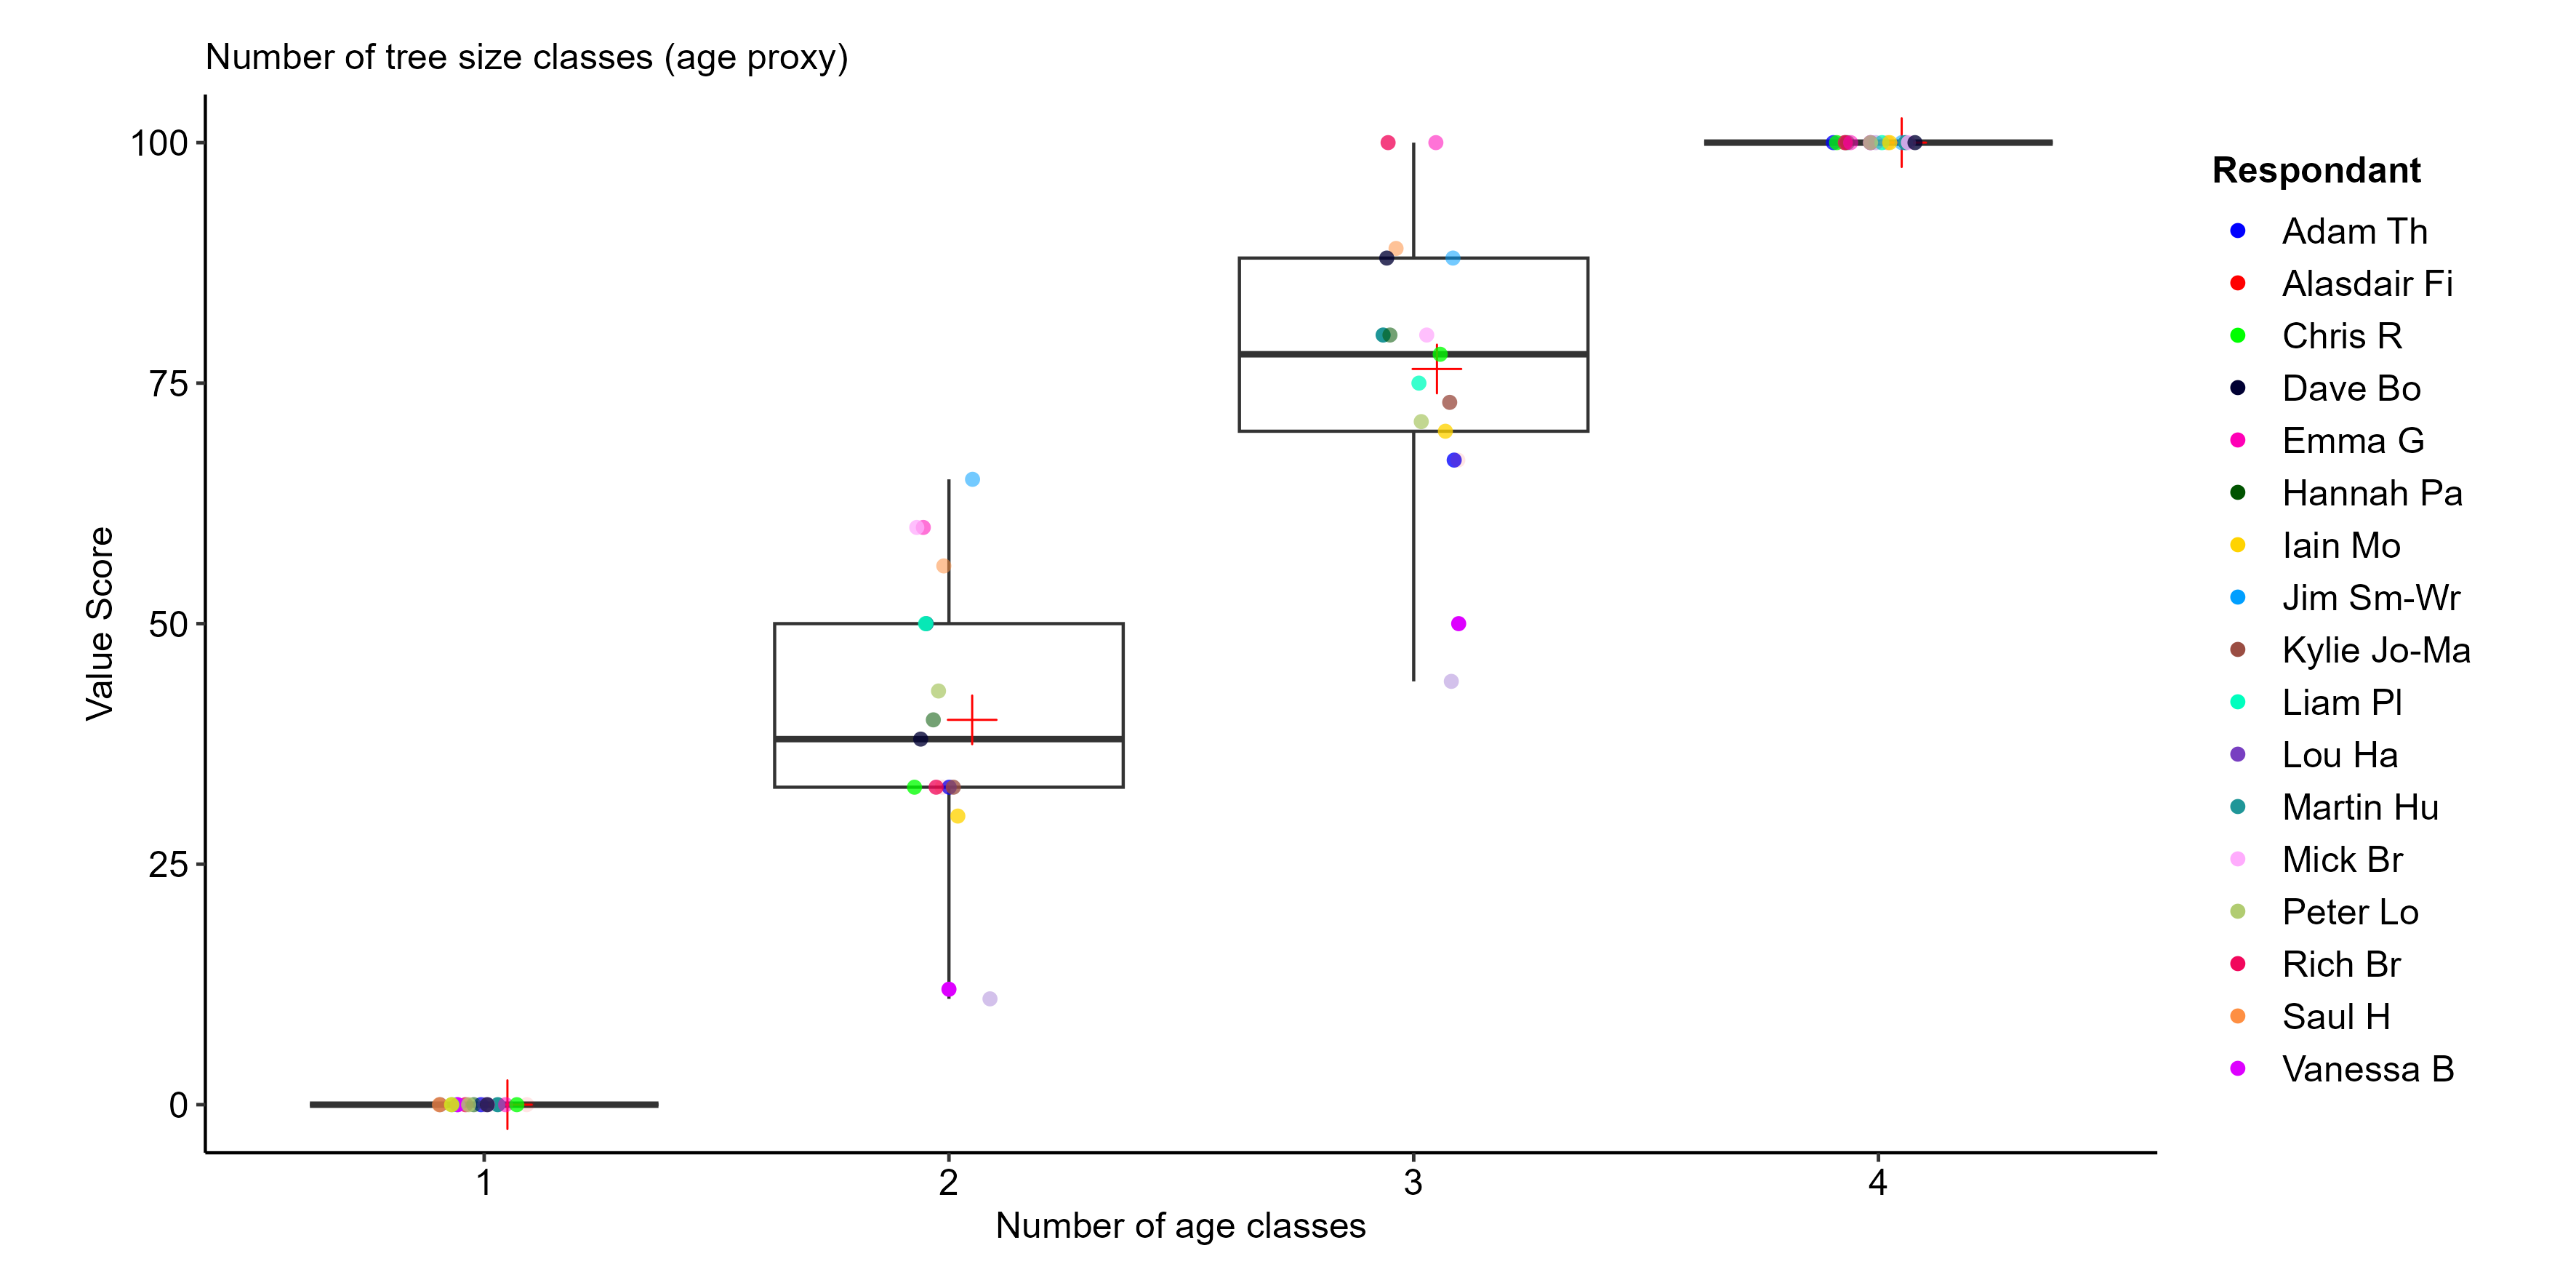 Number of tree size classes (age proxy)
100
75
50
25
0
Value Score
1 2 3 4
Number of age classes
Respondant
Adam Th
Alasdair Fi
Chris R
Dave Bo
Emma G
Hannah Pa
Iain Mo
Jim Sm-Wr
Kylie Jo-Ma
Liam Pl
Lou Ha
Martin Hu
Mick Br
Peter Lo
Rich Br
Saul H
Vanessa B